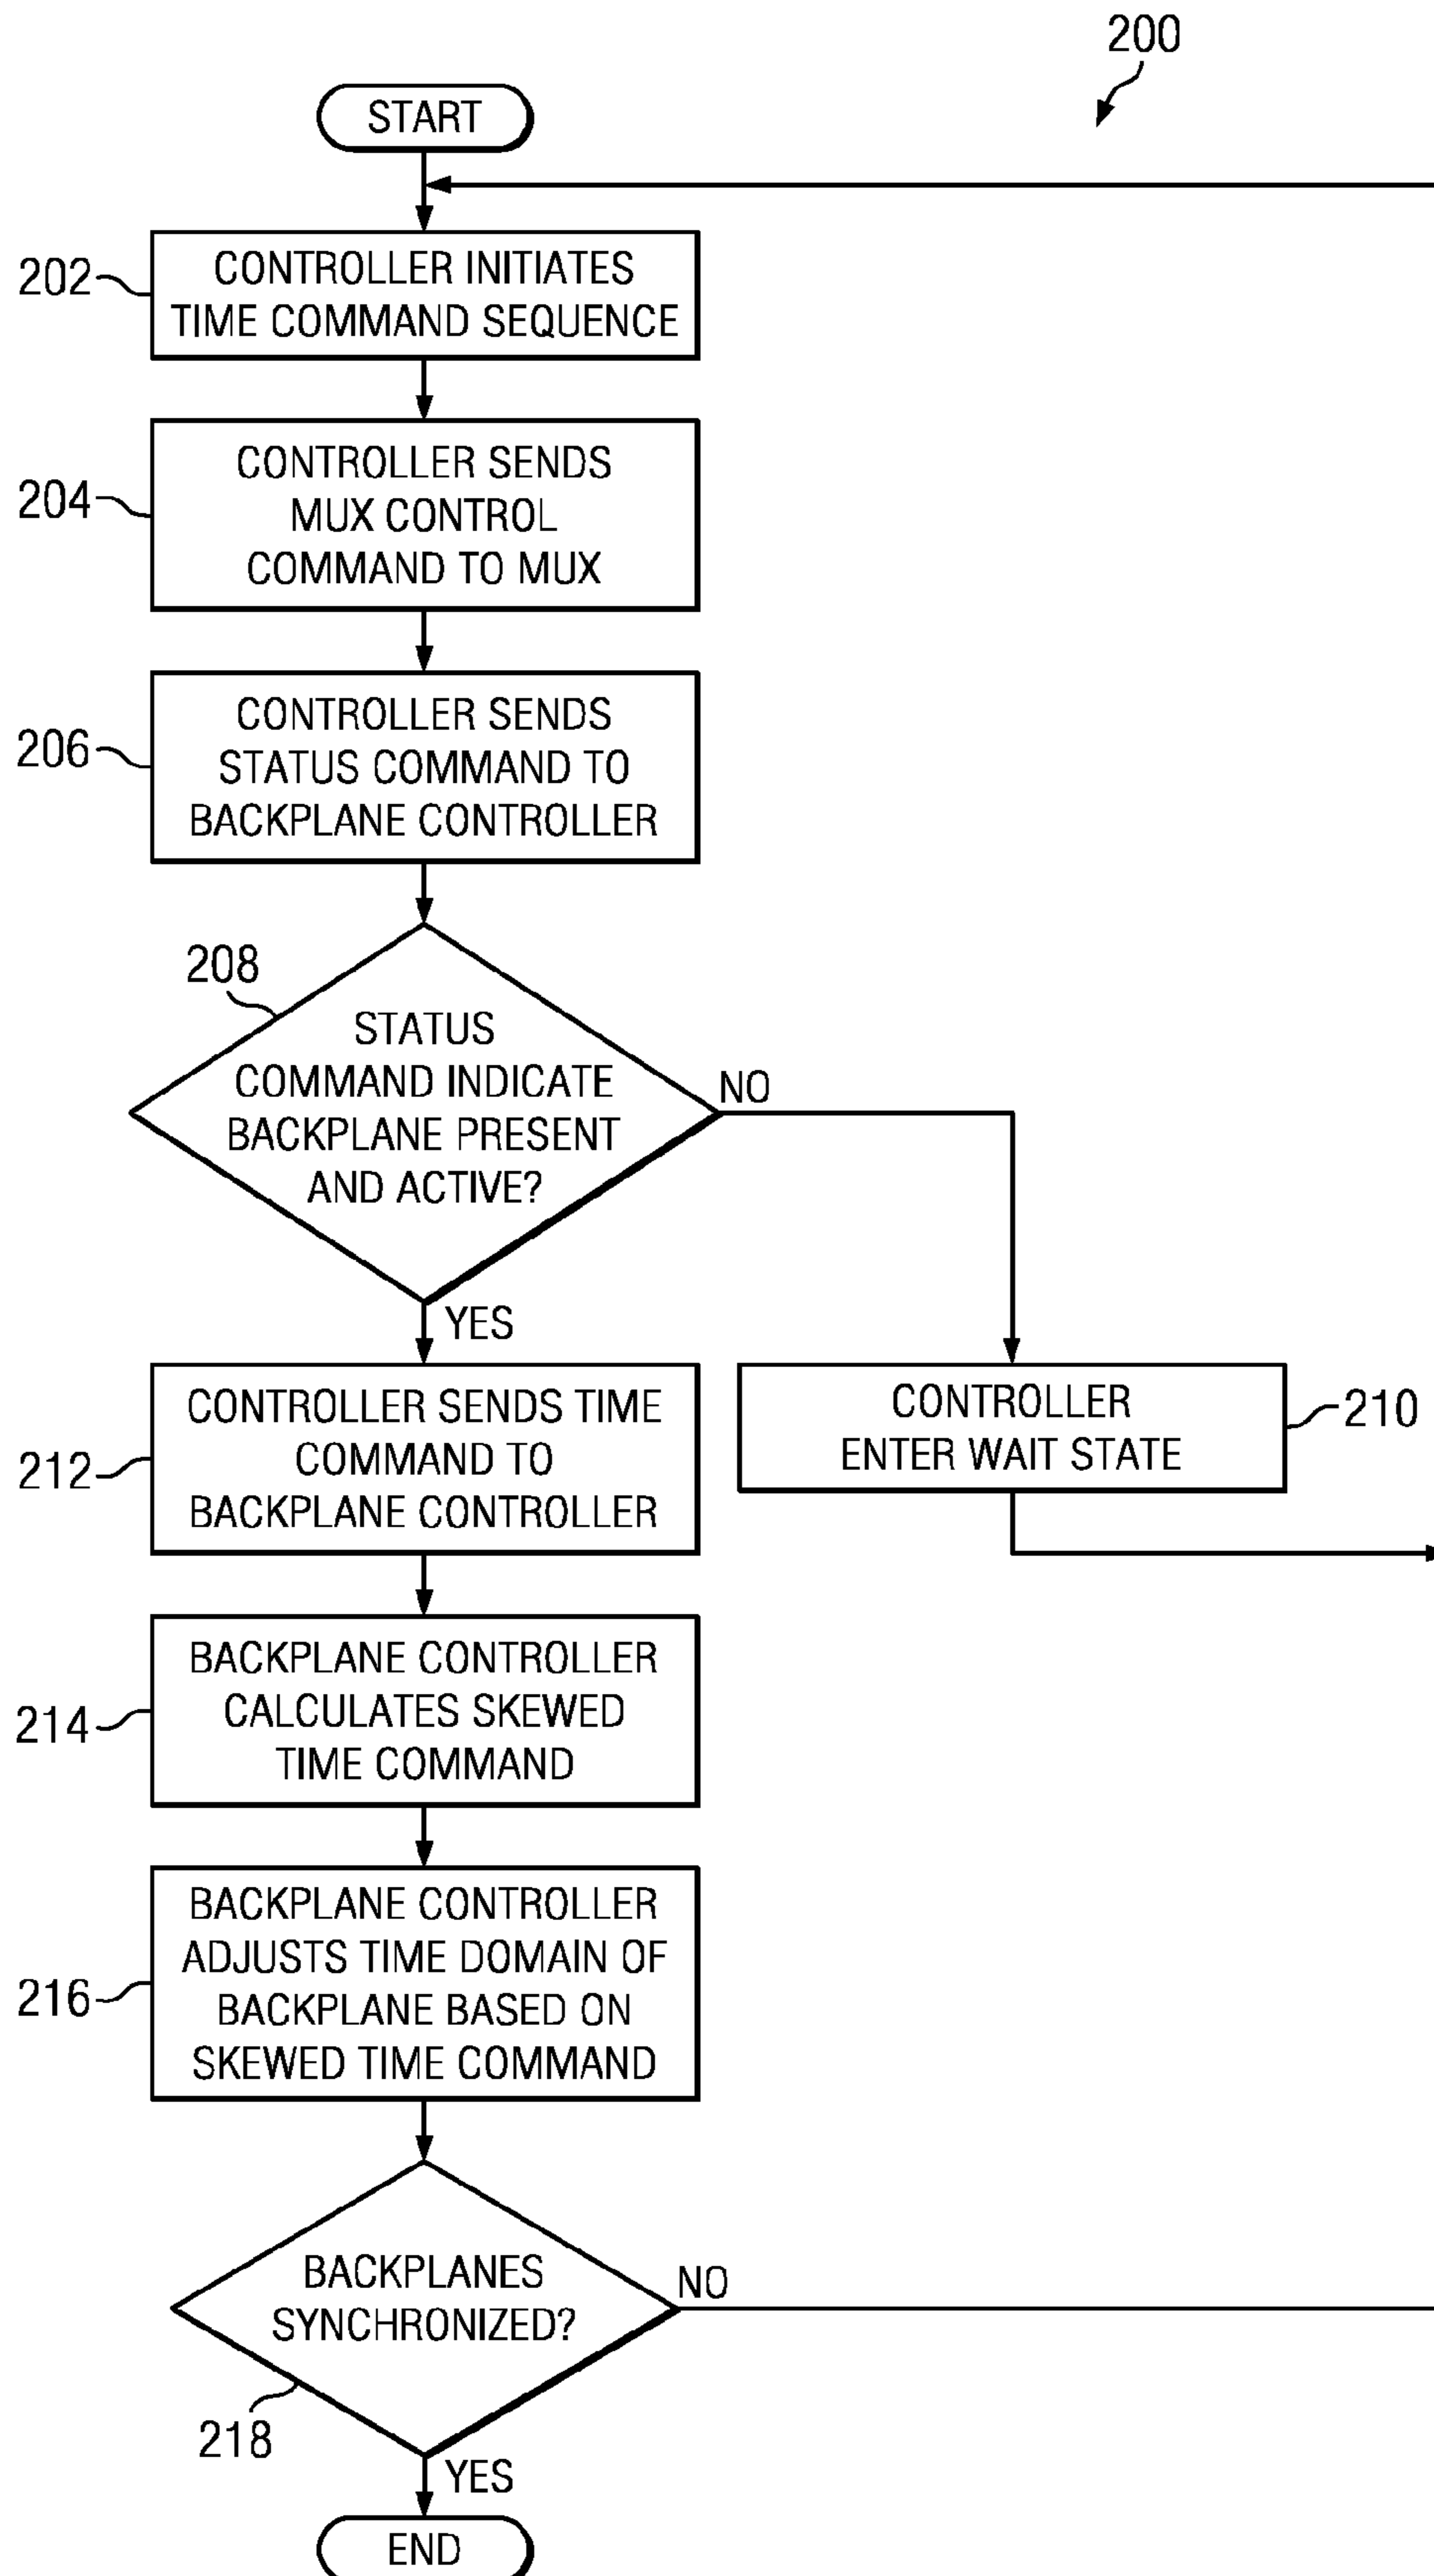 200
START
202
CONTROLLER INITIATES
TIME COMMAND SEQUENCE
204
CONTROLLER SENDS
MUX CONTROL
COMMAND TO MUX
206
CONTROLLER SENDS
STATUS COMMAND TO
BACKPLANE CONTROLLER
208
STATUS
COMMAND INDICATE
BACKPLANE PRESENT
AND ACTIVE?
NO
YES
212
CONTROLLER SENDS TIME
COMMAND TO
BACKPLANE CONTROLLER
CONTROLLER
ENTER WAIT STATE
210
214
BACKPLANE CONTROLLER
CALCULATES SKEWED
TIME COMMAND
216
BACKPLANE CONTROLLER
ADJUSTS TIME DOMAIN OF
BACKPLANE BASED ON
SKEWED TIME COMMAND
BACKPLANES
SYNCHRONIZED?
NO
218
YES
END